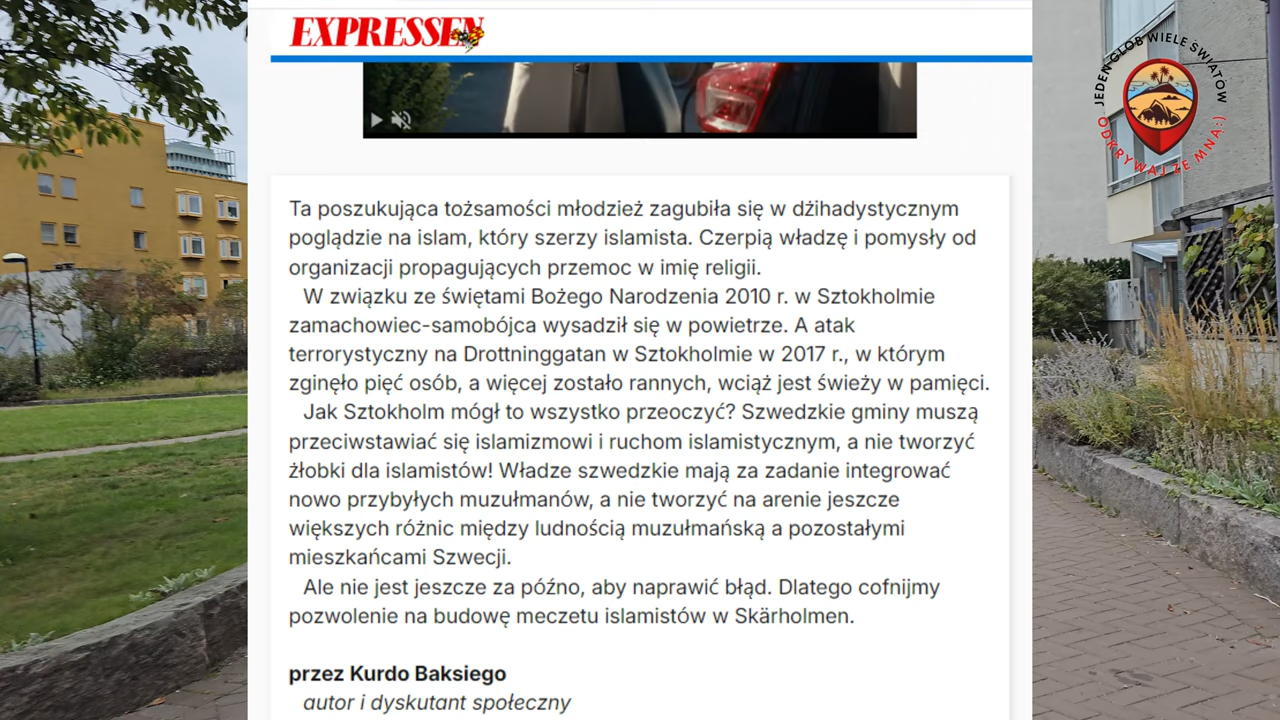 EXPRESSEN
JEDEN GLOB WIELE ŚWIATÓW
ODKRYWAJ ZE MNĄ:)
Ta poszukująca tożsamości młodzież zagubiła się w dżihadystycznym
poglądzie na islam, który szerzy islamista. Czerpią władzę i pomysły od
organizacji propagujących przemoc w imię religii.
W związku ze świętami Bożego Narodzenia 2010 r. w Sztokholmie
zamachowiec-samobójca wysadził się w powietrze. A atak
terrorystyczny na Drottninggatan w Sztokholmie w 2017 r., w którym
zginęło pięć osób, a więcej zostało rannych, wciąż jest świeży w pamięci.
Jak Sztokholm mógł to wszystko przeoczyć? Szwedzkie gminy muszą
przeciwstawiać się islamizmowi i ruchom islamistycznym, a nie tworzyć
żłobki dla islamistów! Władze szwedzkie mają za zadanie integrować
nowo przybyłych muzułmanów, a nie tworzyć na arenie jeszcze
większych różnic między ludnością muzułmańską a pozostałymi
mieszkańcami Szwecji.
Ale nie jest jeszcze za późno, aby naprawić błąd. Dlatego cofnijmy
pozwolenie na budowę meczetu islamistów w Skärholmen.
przez Kurdo Baksiego
autor i dyskutant społeczny